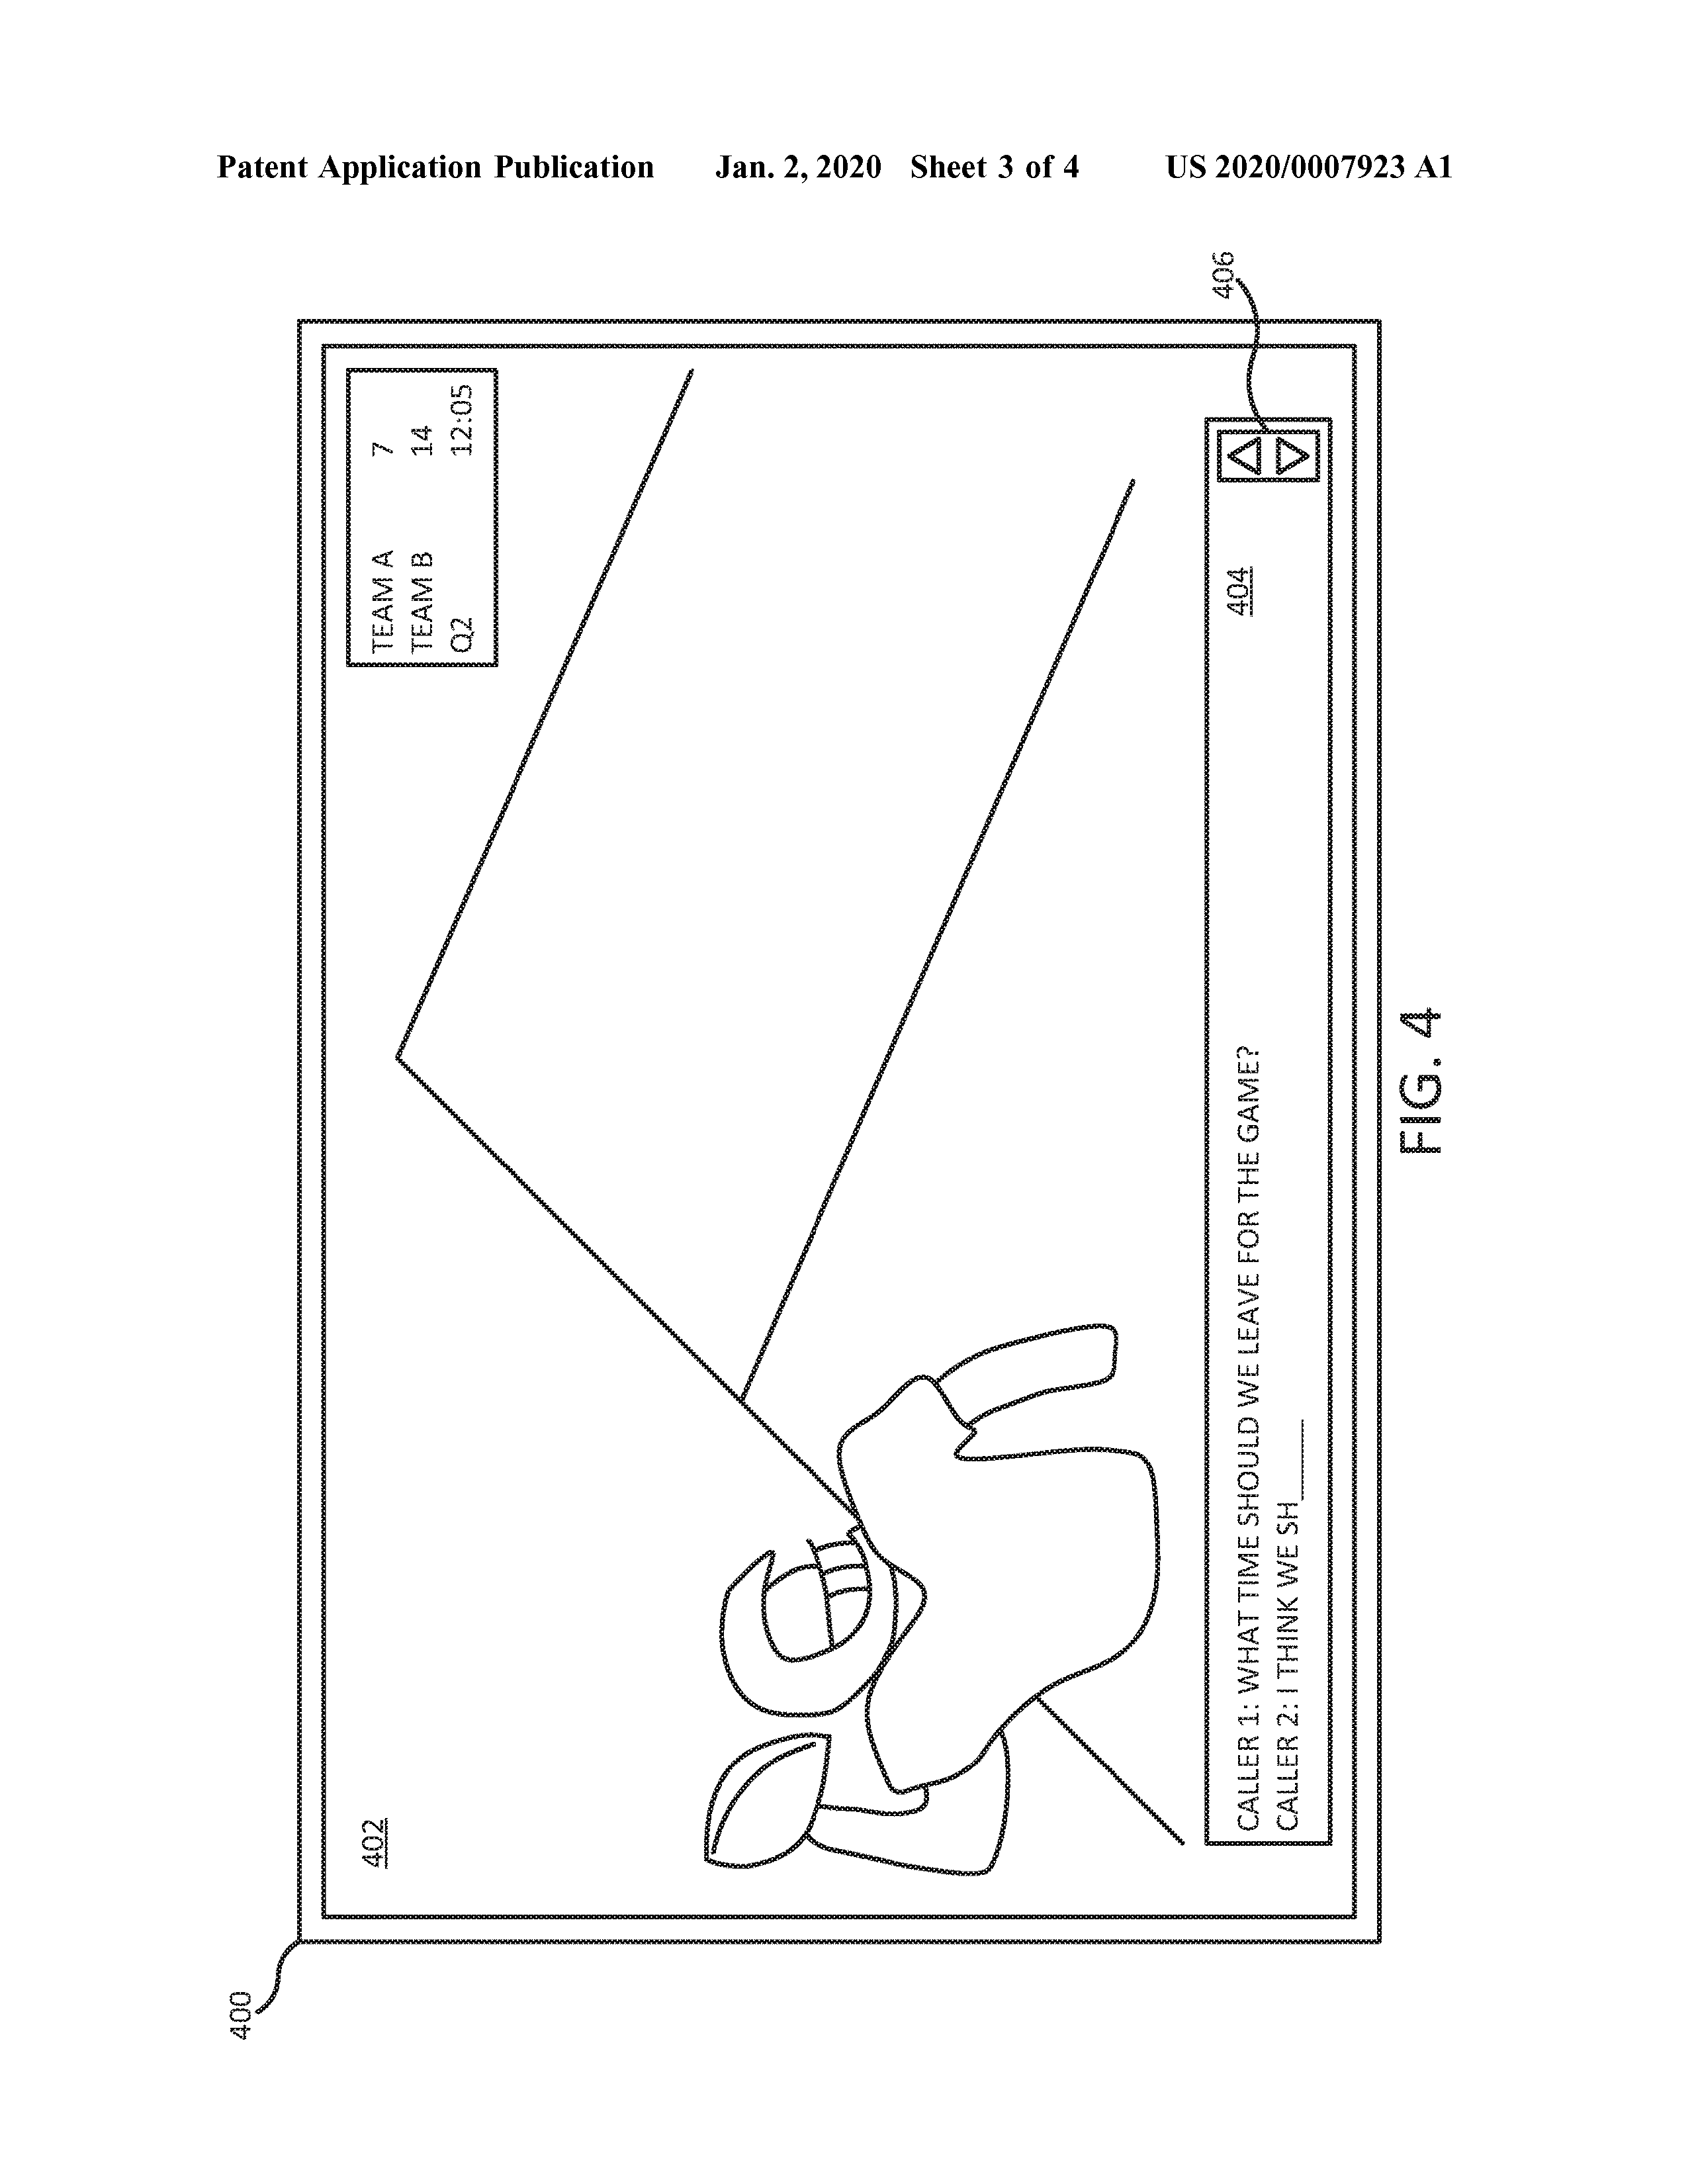 Patent Application Publication Jan. 2, 2020 Sheet 3 of 4 US 2020/0007923 A1
400
402
TEAM A 7
TEAM B 14
Q2 12:05
404
406
CALLER 1: WHAT TIME SHOULD WE LEAVE FOR THE GAME?
CALLER 2: I THINK WE SH_____
FIG. 4